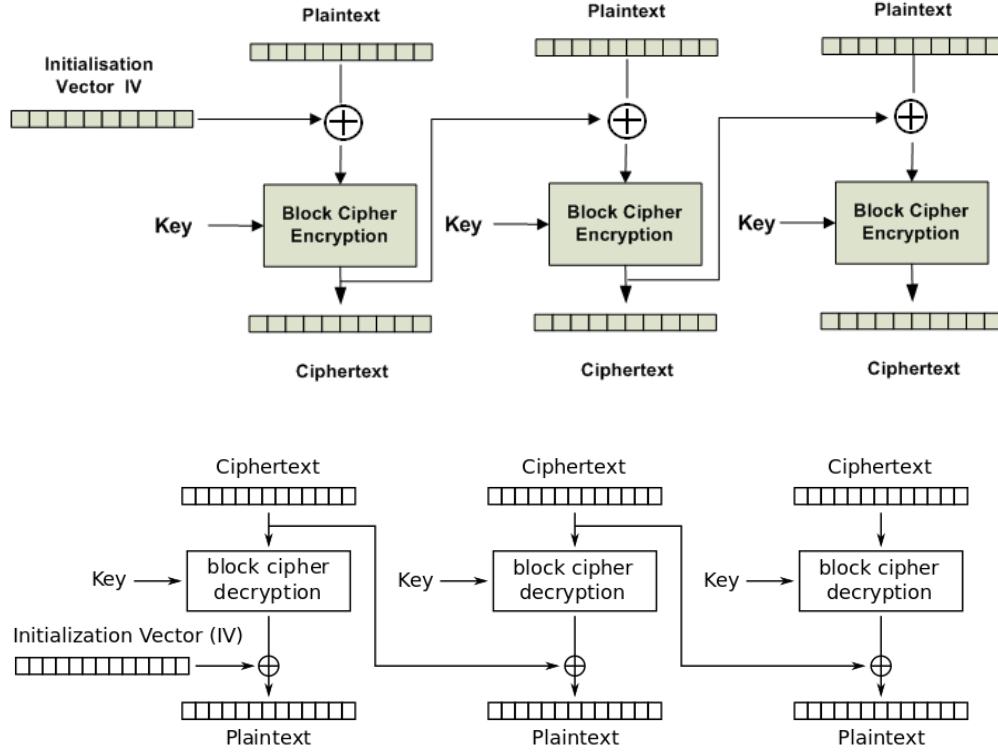 Plaintext
Plaintext
Plaintext
Initialisation
Vector IV
Key
Block Cipher
Encryption
Key
Block Cipher
Encryption
Key
Block Cipher
Encryption
Ciphertext
Ciphertext
Ciphertext
Ciphertext
Ciphertext
Ciphertext
Key
block cipher
decryption
Key
block cipher
decryption
Key
block cipher
decryption
Initialization Vector (IV)
Plaintext
Plaintext
Plaintext